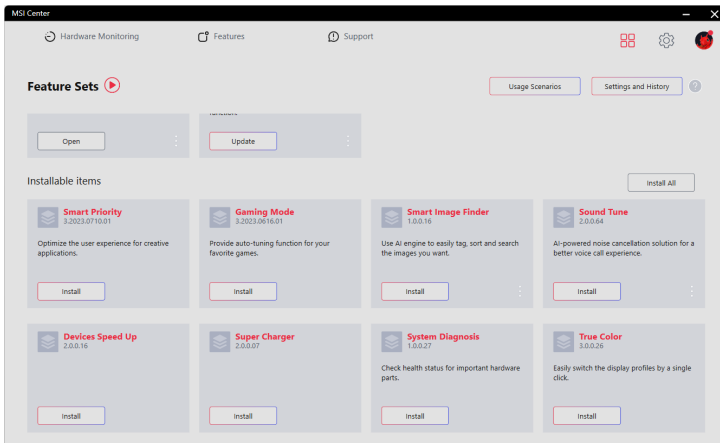 MSI Center
Hardware Monitoring
Features
Support
Feature Sets
Usage Scenarios
Settings and History
?
Open
Update
Installable items
Install All
Smart Priority
3.2023.0710.01
Optimize the user experience for creative
applications.
Install
Gaming Mode
3.2023.0616.01
Provide auto-tuning function for your
favorite games.
Install
Smart Image Finder
1.0.0.16
Use AI engine to easily tag, sort and search
the images you want.
Install
Sound Tune
2.0.0.64
AI-powered noise cancellation solution for a
better voice call experience.
Install
Devices Speed Up
2.0.0.16
Install
Super Charger
2.0.0.07
Install
System Diagnosis
1.0.0.27
Check health status for important hardware
parts.
Install
True Color
3.0.0.26
Easily switch the display profiles by a single
click.
Install